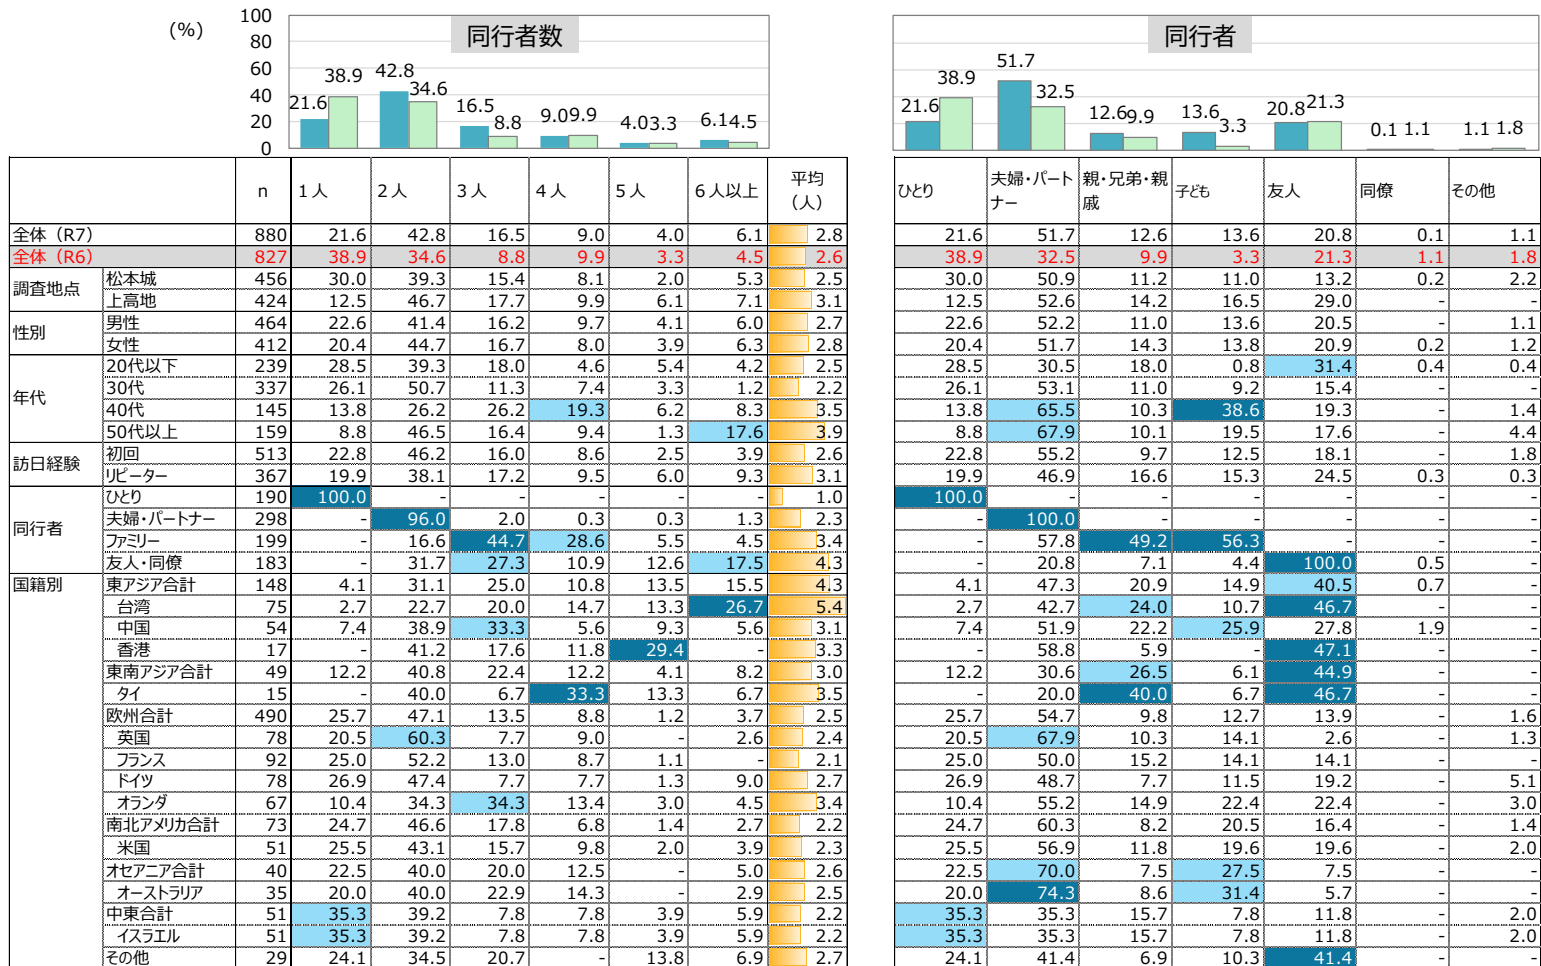 (%)
100
80
60
40
20
0
同行者数
21.6 38.9 42.8 34.6 16.5 8.8 9.0 9.9 4.0 3.3 6.1 4.5
同行者
21.6 38.9 51.7 32.5 12.6 9.9 13.6 3.3 20.8 21.3 0.1 1.1 1.1 1.8
n 1人 2人 3人 4人 5人 6人以上 平均(人) ひとり 夫婦・パートナー 親・兄弟・親戚 子ども 友人 同僚 その他
全体(R7) 880 21.6 42.8 16.5 9.0 4.0 6.1 2.8 21.6 51.7 12.6 13.6 20.8 0.1 1.1
全体(R6) 827 38.9 34.6 8.8 9.9 3.3 4.5 2.6 38.9 32.5 9.9 3.3 21.3 1.1 1.8
調査地点 松本城 456 30.0 39.3 15.4 8.1 2.0 5.3 2.5 30.0 50.9 11.2 11.0 13.2 0.2 2.2
上高地 424 12.5 46.7 17.7 9.9 6.1 7.1 3.1 12.5 52.6 14.2 16.5 29.0 - -
性別 男性 464 22.6 41.4 16.2 9.7 4.1 6.0 2.7 22.6 52.2 11.0 13.6 20.5 - 1.1
女性 412 20.4 44.7 16.7 8.0 3.9 6.3 2.8 20.4 51.7 14.3 13.8 20.9 0.2 1.2
年代 20代以下 239 28.5 39.3 18.0 4.6 5.4 4.2 2.5 28.5 30.5 18.0 0.8 31.4 0.4 0.4
30代 337 26.1 50.7 11.3 7.4 3.3 1.2 2.2 26.1 53.1 11.0 9.2 15.4 - -
40代 145 13.8 26.2 26.2 19.3 6.2 8.3 3.5 13.8 65.5 10.3 38.6 19.3 - 1.4
50代以上 159 8.8 46.5 16.4 9.4 1.3 17.6 3.9 8.8 67.9 10.1 19.5 17.6 - 4.4
訪日経験 初回 513 22.8 46.2 16.0 8.6 2.5 3.9 2.6 22.8 55.2 9.7 12.5 18.1 - 1.8
リピーター 367 19.9 38.1 17.2 9.5 6.0 9.3 3.1 19.9 46.9 16.6 15.3 24.5 0.3 0.3
同行者 ひとり 190 100.0 - - - - - 1.0 100.0 - - - - - -
夫婦・パートナー 298 - 96.0 2.0 0.3 0.3 1.3 2.3 - 100.0 - - - - -
ファミリー 199 - 16.6 44.7 28.6 5.5 4.5 3.4 - 57.8 49.2 56.3 - - -
友人・同僚 183 - 31.7 27.3 10.9 12.6 17.5 4.3 - 20.8 7.1 4.4 100.0 0.5 -
国籍別 東アジア合計 148 4.1 31.1 25.0 10.8 13.5 15.5 4.3 4.1 47.3 20.9 14.9 40.5 0.7 -
台湾 75 2.7 22.7 20.0 14.7 13.3 26.7 5.4 2.7 42.7 24.0 10.7 46.7 - -
中国 54 7.4 38.9 33.3 5.6 9.3 5.6 3.1 7.4 51.9 22.2 25.9 27.8 1.9 -
香港 17 - 41.2 17.6 11.8 29.4 - 3.3 - 58.8 5.9 - 47.1 - -
東南アジア合計 49 12.2 40.8 22.4 12.2 4.1 8.2 3.0 12.2 30.6 26.5 6.1 44.9 - -
タイ 15 - 40.0 6.7 33.3 13.3 6.7 3.5 - 20.0 40.0 6.7 46.7 - -
欧州合計 490 25.7 47.1 13.5 8.8 1.2 3.7 2.5 25.7 54.7 9.8 12.7 13.9 - 1.6
英国 78 20.5 60.3 7.7 9.0 - 2.6 2.4 20.5 67.9 10.3 14.1 2.6 - 1.3
フランス 92 25.0 52.2 13.0 8.7 1.1 - 2.1 25.0 50.0 15.2 14.1 14.1 - -
ドイツ 78 26.9 47.4 7.7 7.7 1.3 9.0 2.7 26.9 48.7 7.7 11.5 19.2 - 5.1
オランダ 67 10.4 34.3 34.3 13.4 3.0 4.5 3.4 10.4 55.2 14.9 22.4 22.4 - 3.0
南北アメリカ合計 73 24.7 46.6 17.8 6.8 1.4 2.7 2.2 24.7 60.3 8.2 20.5 16.4 - 1.4
米国 51 25.5 43.1 15.7 9.8 2.0 3.9 2.3 25.5 56.9 11.8 19.6 19.6 - 2.0
オセアニア合計 40 22.5 40.0 20.0 12.5 - 5.0 2.6 22.5 70.0 7.5 27.5 7.5 - -
オーストラリア 35 20.0 40.0 22.9 14.3 - 2.9 2.5 20.0 74.3 8.6 31.4 5.7 - -
中東合計 51 35.3 39.2 7.8 7.8 3.9 5.9 2.2 35.3 35.3 15.7 7.8 11.8 - 2.0
イスラエル 51 35.3 39.2 7.8 7.8 3.9 5.9 2.2 35.3 35.3 15.7 7.8 11.8 - 2.0
その他 29 24.1 34.5 20.7 - 13.8 6.9 2.7 24.1 41.4 6.9 10.3 41.4 - -